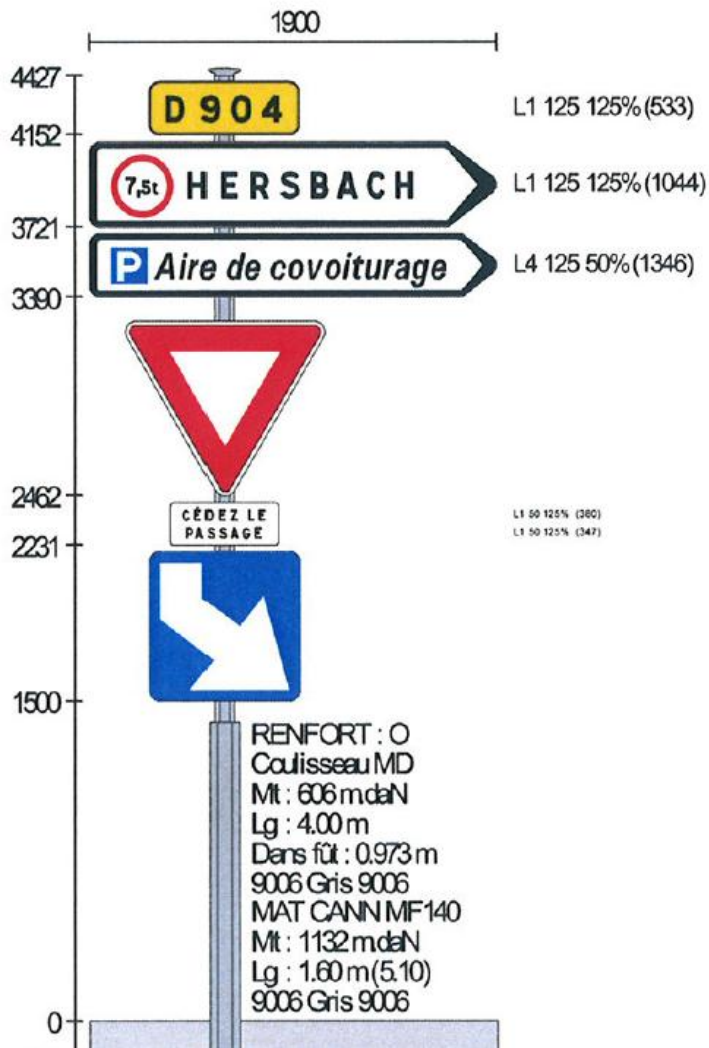 1900
4427
D 904
L1 125 125% (533)
4152
7,5t HERSBACH
L1 125 125% (1044)
3721
P Aire de covoiturage
L4 125 50% (1346)
3390
2462
CÉDEZ LE
PASSAGE
L1 50 125% (380)
L1 50 125% (347)
2231
1500
RENFORT : O
Coulisseau MD
Mt : 606 m.daN
Lg : 4.00 m
Dans fût : 0.973 m
9006 Gris 9006
MAT CANN MF140
Mt : 1132 m.daN
Lg : 1.60 m (5.10)
9006 Gris 9006
0